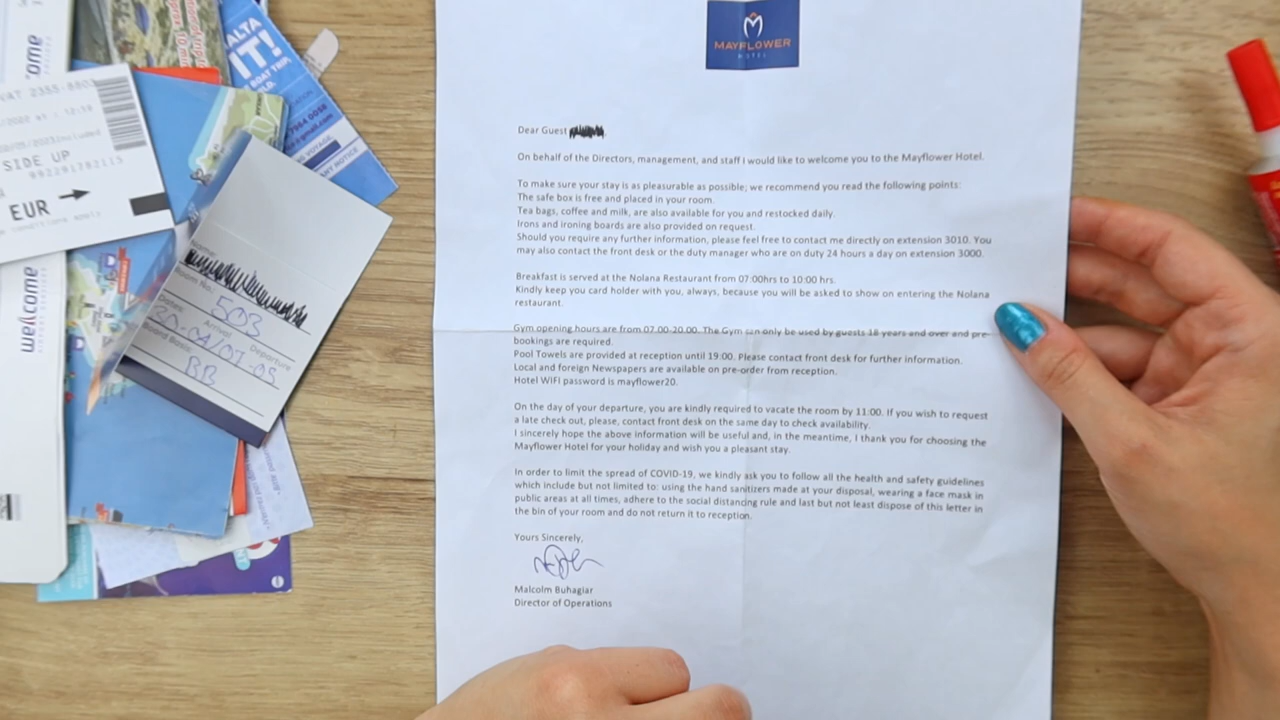 MAYFLOWER
HOTEL
Dear Guest
On behalf of the Directors, management, and staff I would like to welcome you to the Mayflower Hotel.
To make sure your stay is as pleasurable as possible, we recommend you read the following points:
The safe box is free and placed in your room.
Tea bags, coffee and milk, are also available for you and restocked daily.
Irons and ironing boards are also provided on request.
Should you require any further information, please feel free to contact me directly on extension 3010. You
may also contact the front desk or the duty manager who are on duty 24 hours a day on extension 3000.
Breakfast is served at the Nolana Restaurant from 07:00hrs to 10:00 hrs.
Kindly keep you card holder with you, always, because you will be asked to show on entering the Nolana
restaurant.
Gym opening hours are from 07.00-20.00. The Gym can only be used by guests 18 years and over and pre-
bookings are required.
Pool Towels are provided at reception until 19:00. Please contact front desk for further information.
Local and foreign Newspapers are available on pre-order from reception.
Hotel WIFI password is mayflower20.
On the day of your departure, you are kindly required to vacate the room by 11:00. If you wish to request
a late check out, please, contact front desk on the same day to check availability.
I sincerely hope the above information will be useful and, in the meantime, I thank you for choosing the
Mayflower Hotel for your holiday and wish you a pleasant stay.
In order to limit the spread of COVID-19, we kindly ask you to follow all the health and safety guidelines
which include but not limited to: using the hand sanitizers made at your disposal, wearing a face mask in
public areas at all times, adhere to the social distancing rule and last but not least dispose of this letter in
the bin of your room and do not return it to reception.
Yours Sincerely,
Malcolm Buhagiar
Director of Operations
Name:
Room No.: 503
Dates: Arrival Departure
Board Basis: BB
SIDE UP
9932291782115
EUR
welcome
ALTA
IT!
BOAT TRIP,
VOYAGE
ANY NOTICE